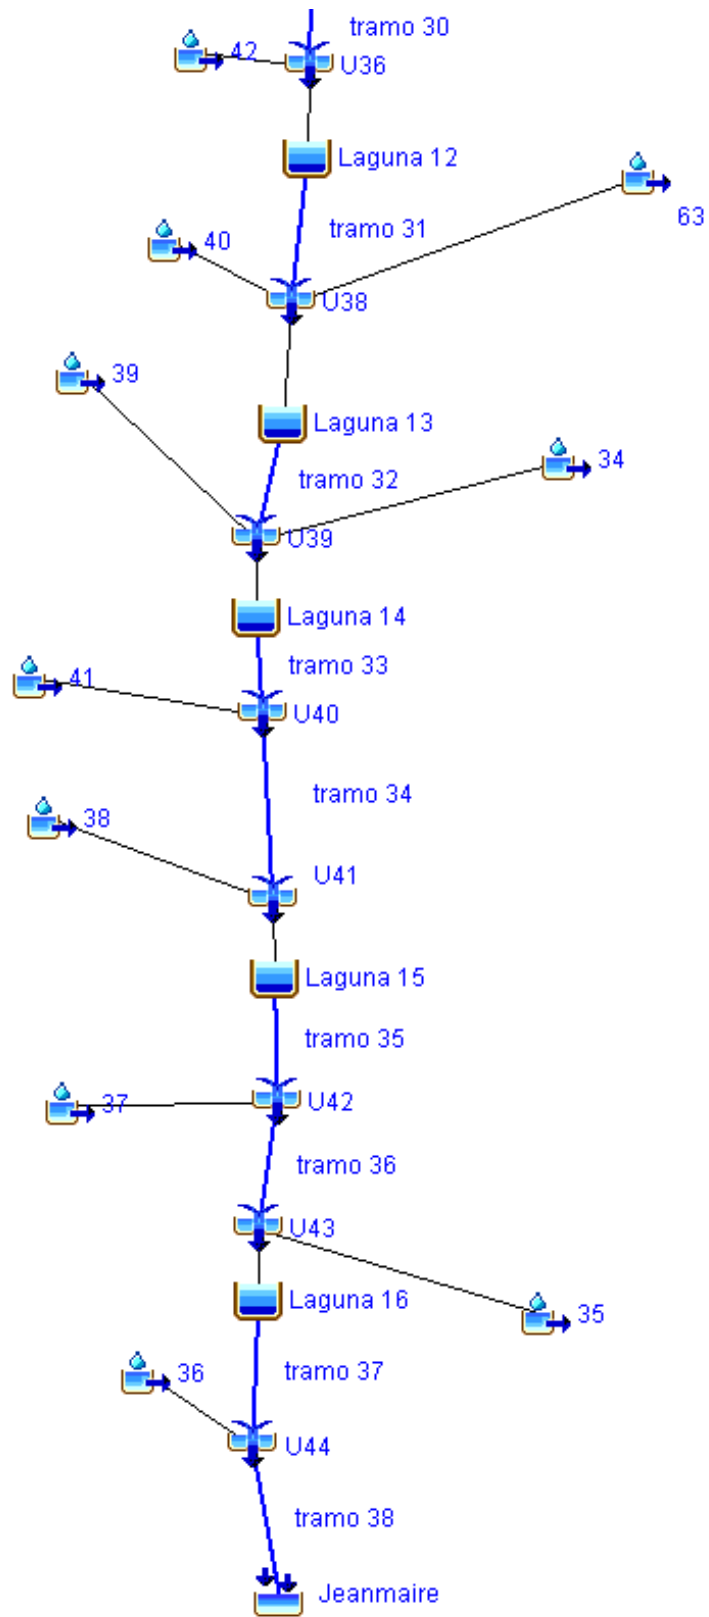 tramo 30
42
U36
Laguna 12
63
tramo 31
40
U38
39
Laguna 13
34
tramo 32
U39
Laguna 14
tramo 33
41
U40
tramo 34
38
U41
Laguna 15
tramo 35
37
U42
tramo 36
U43
Laguna 16
35
tramo 37
36
U44
tramo 38
Jeanmaire